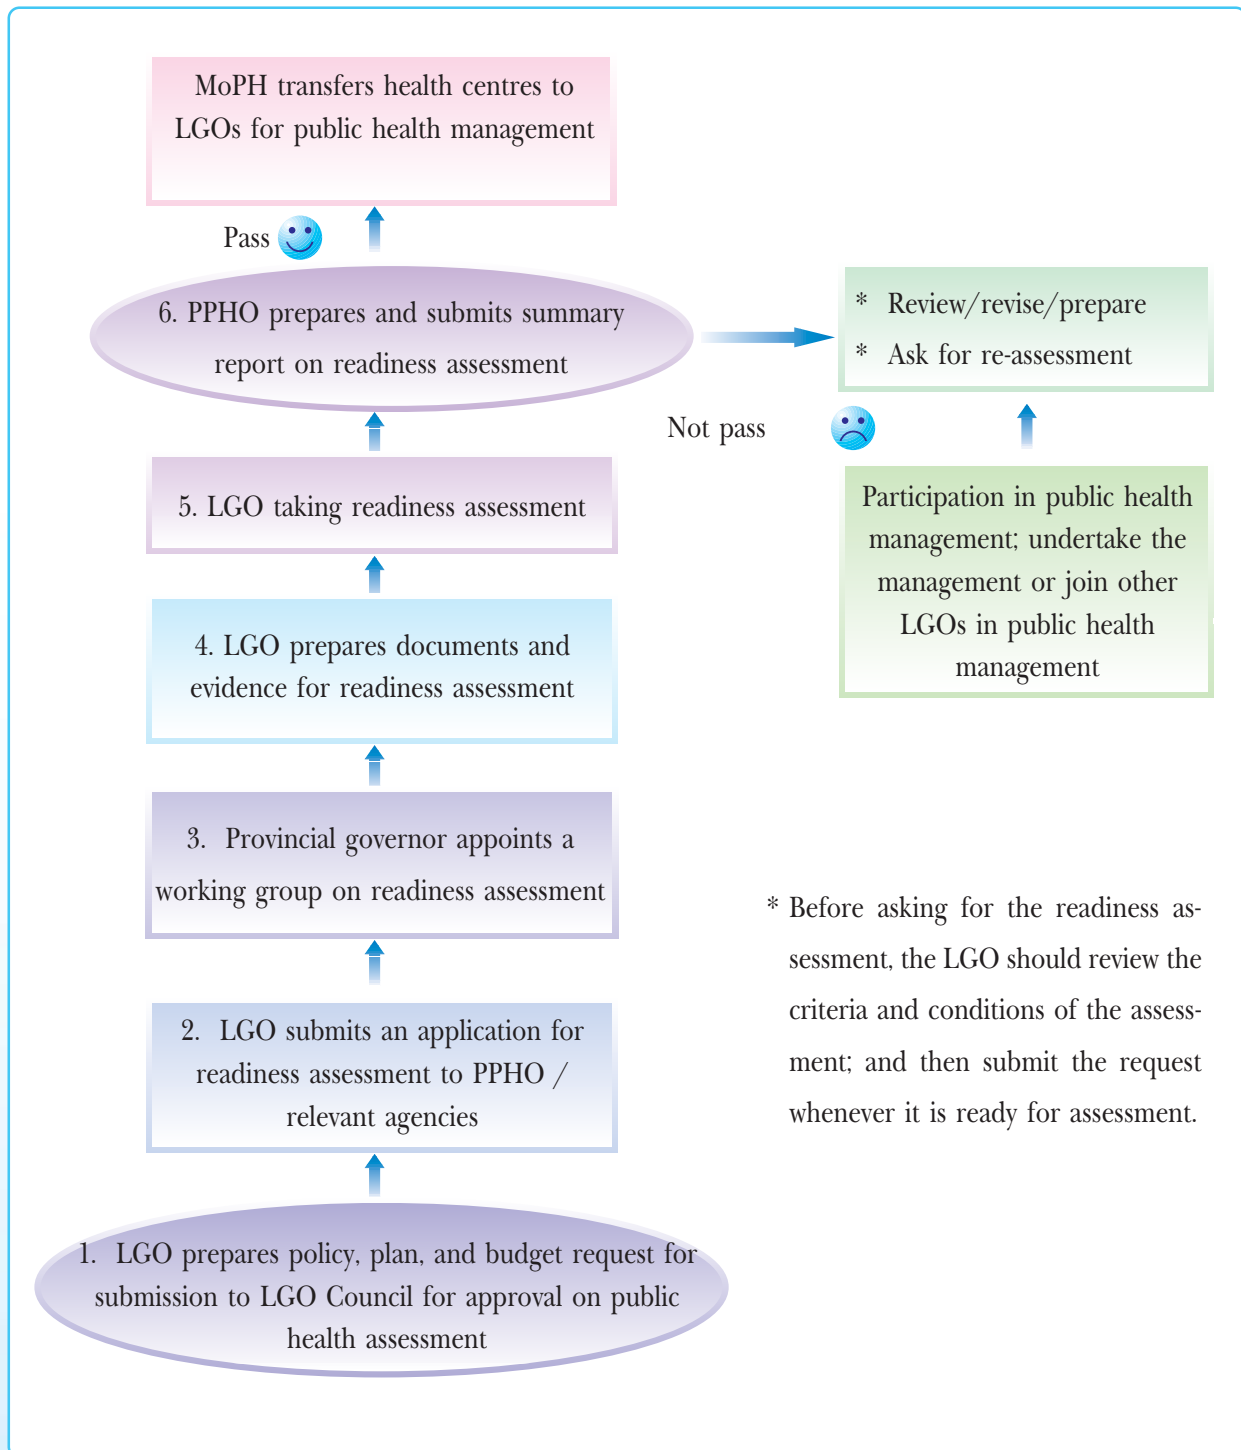 MoPH transfers health centres to
LGOs for public health management
Pass
6. PPHO prepares and submits summary
report on readiness assessment
* Review/revise/prepare
* Ask for re-assessment
Not pass
5. LGO taking readiness assessment
Participation in public health
management; undertake the
management or join other
LGOs in public health
management
4. LGO prepares documents and
evidence for readiness assessment
3. Provincial governor appoints a
working group on readiness assessment
* Before asking for the readiness as-
sessment, the LGO should review the
criteria and conditions of the assess-
ment; and then submit the request
whenever it is ready for assessment.
2. LGO submits an application for
readiness assessment to PPHO /
relevant agencies
1. LGO prepares policy, plan, and budget request for
submission to LGO Council for approval on public
health assessment